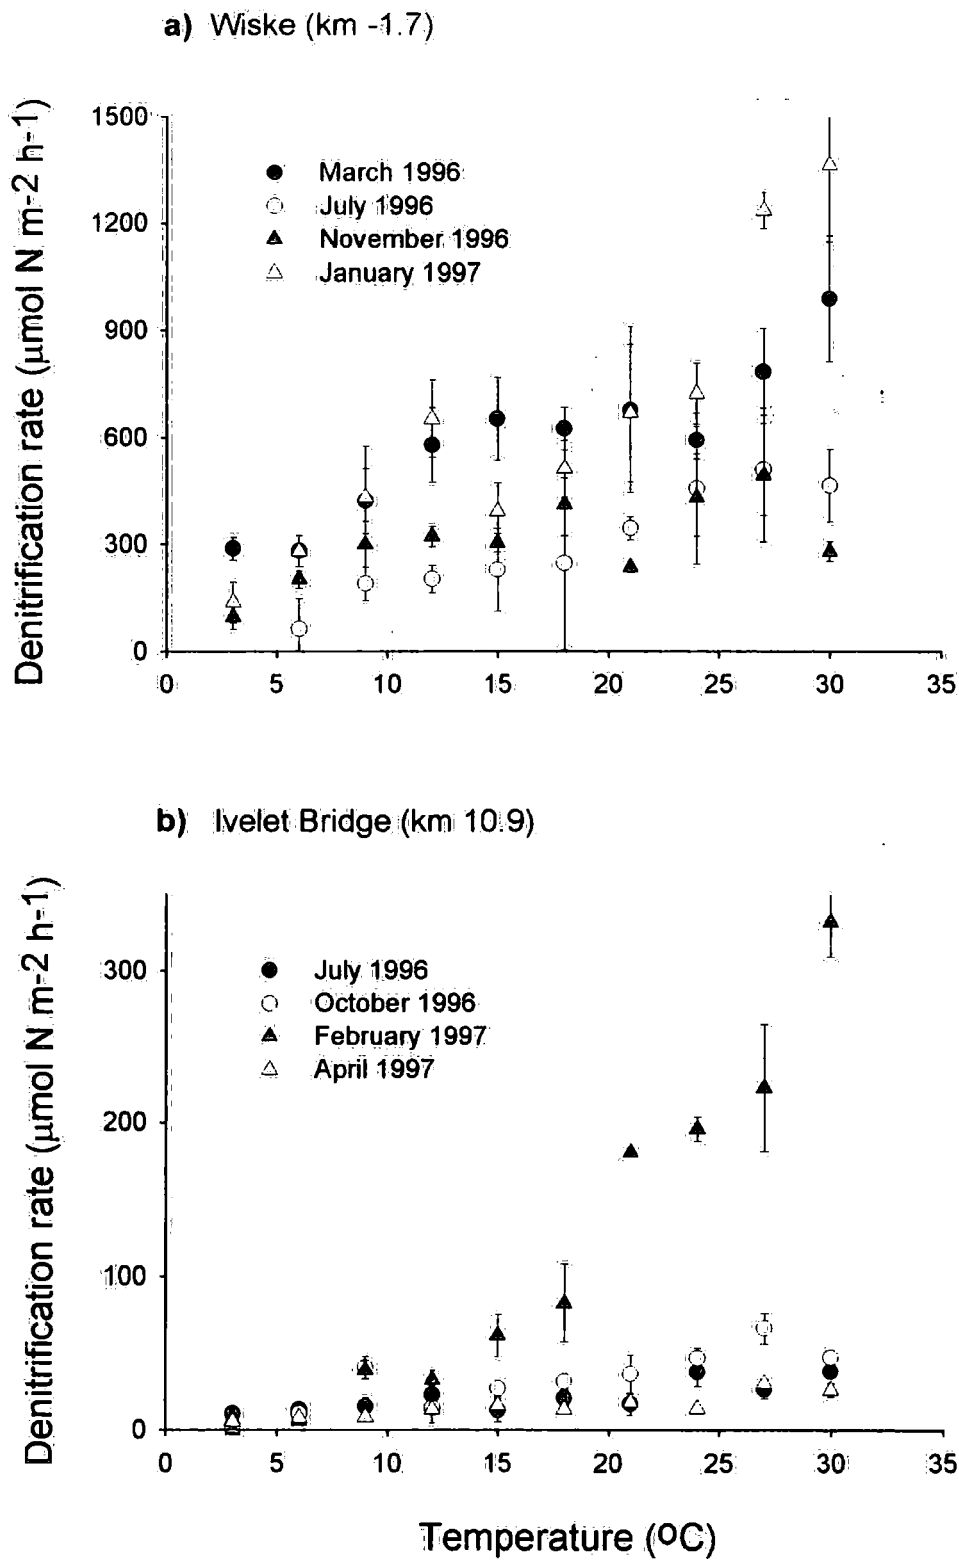 a) Wiske (km -1.7)
Denitrification rate (µmol N m-2 h-1)
1500
1200
900
600
300
0
March 1996
July 1996
November 1996
January 1997
0 5 10 15 20 25 30 35
b) Ivelet Bridge (km 10.9)
Denitrification rate (µmol N m-2 h-1)
300
200
100
0
July 1996
October 1996
February 1997
April 1997
0 5 10 15 20 25 30 35
Temperature (ºC)